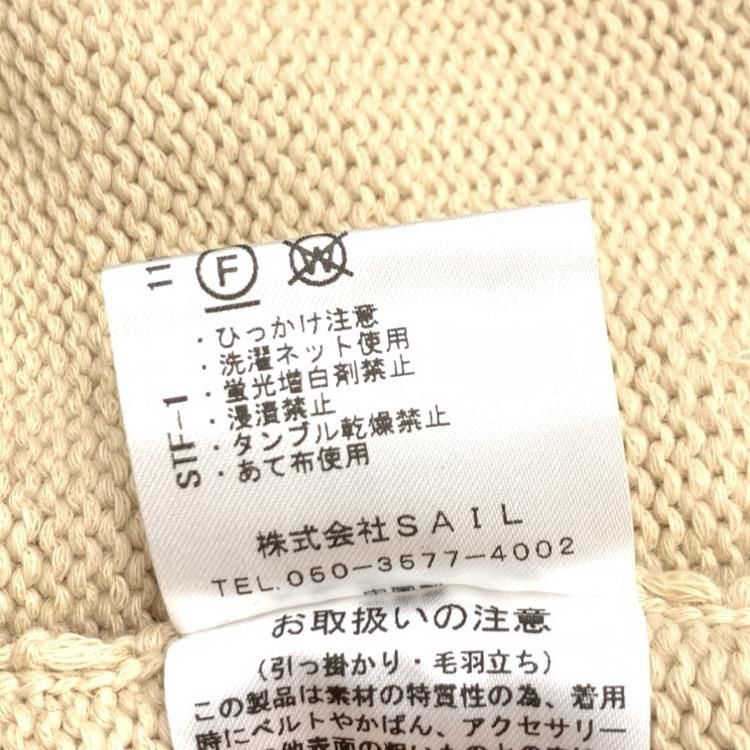 11 F W
・ひっかけ注意
・洗濯ネット使用
・蛍光増白剤禁止
・浸漬禁止
・タンブル乾燥禁止
・あて布使用
STF-1
株式会社SAIL
TEL.050-3577-4002
お取扱いの注意
(引っ掛かり・毛羽立ち)
この製品は素材の特質性の為、着用
時にベルトやかばん、アクセサリー